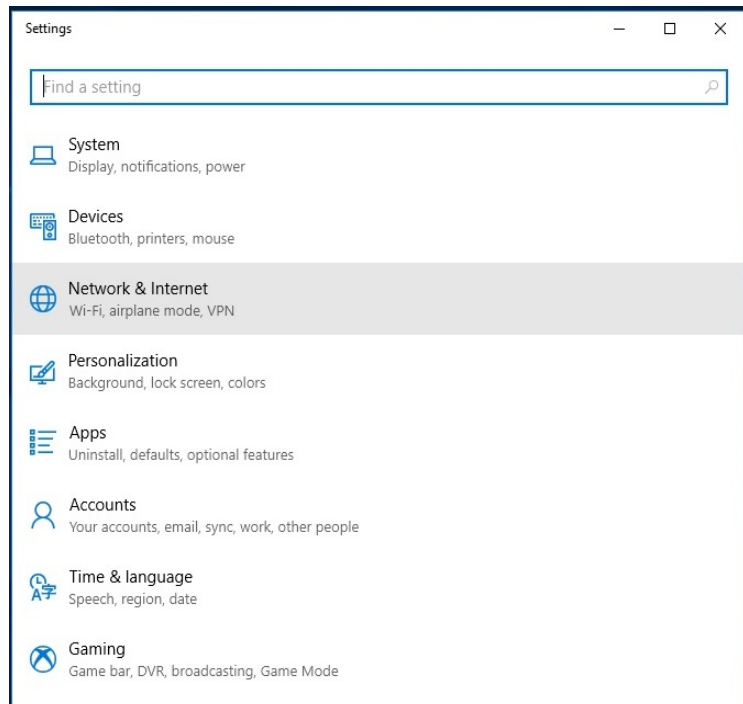 Settings
Find a setting
System
Display, notifications, power
Devices
Bluetooth, printers, mouse
Network & Internet
Wi-Fi, airplane mode, VPN
Personalization
Background, lock screen, colors
Apps
Uninstall, defaults, optional features
Accounts
Your accounts, email, sync, work, other people
Time & language
Speech, region, date
Gaming
Game bar, DVR, broadcasting, Game Mode